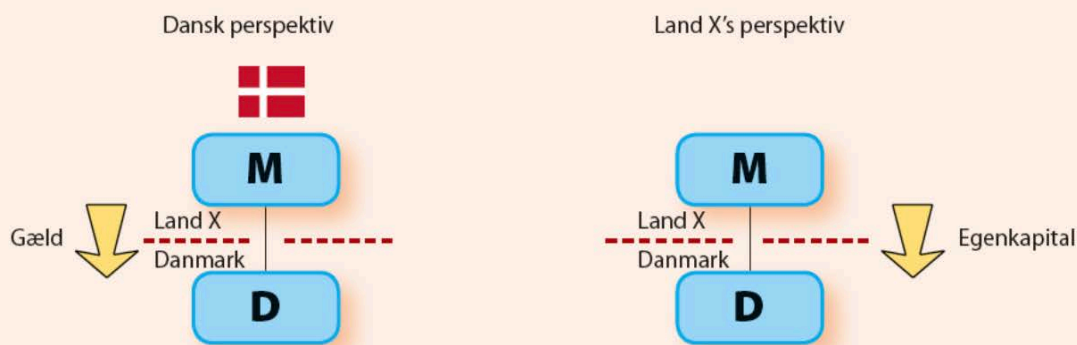 Dansk perspektiv
Land X's perspektiv
M
M
Gæld
Land X
Danmark
Land X
Danmark
Egenkapital
D
D